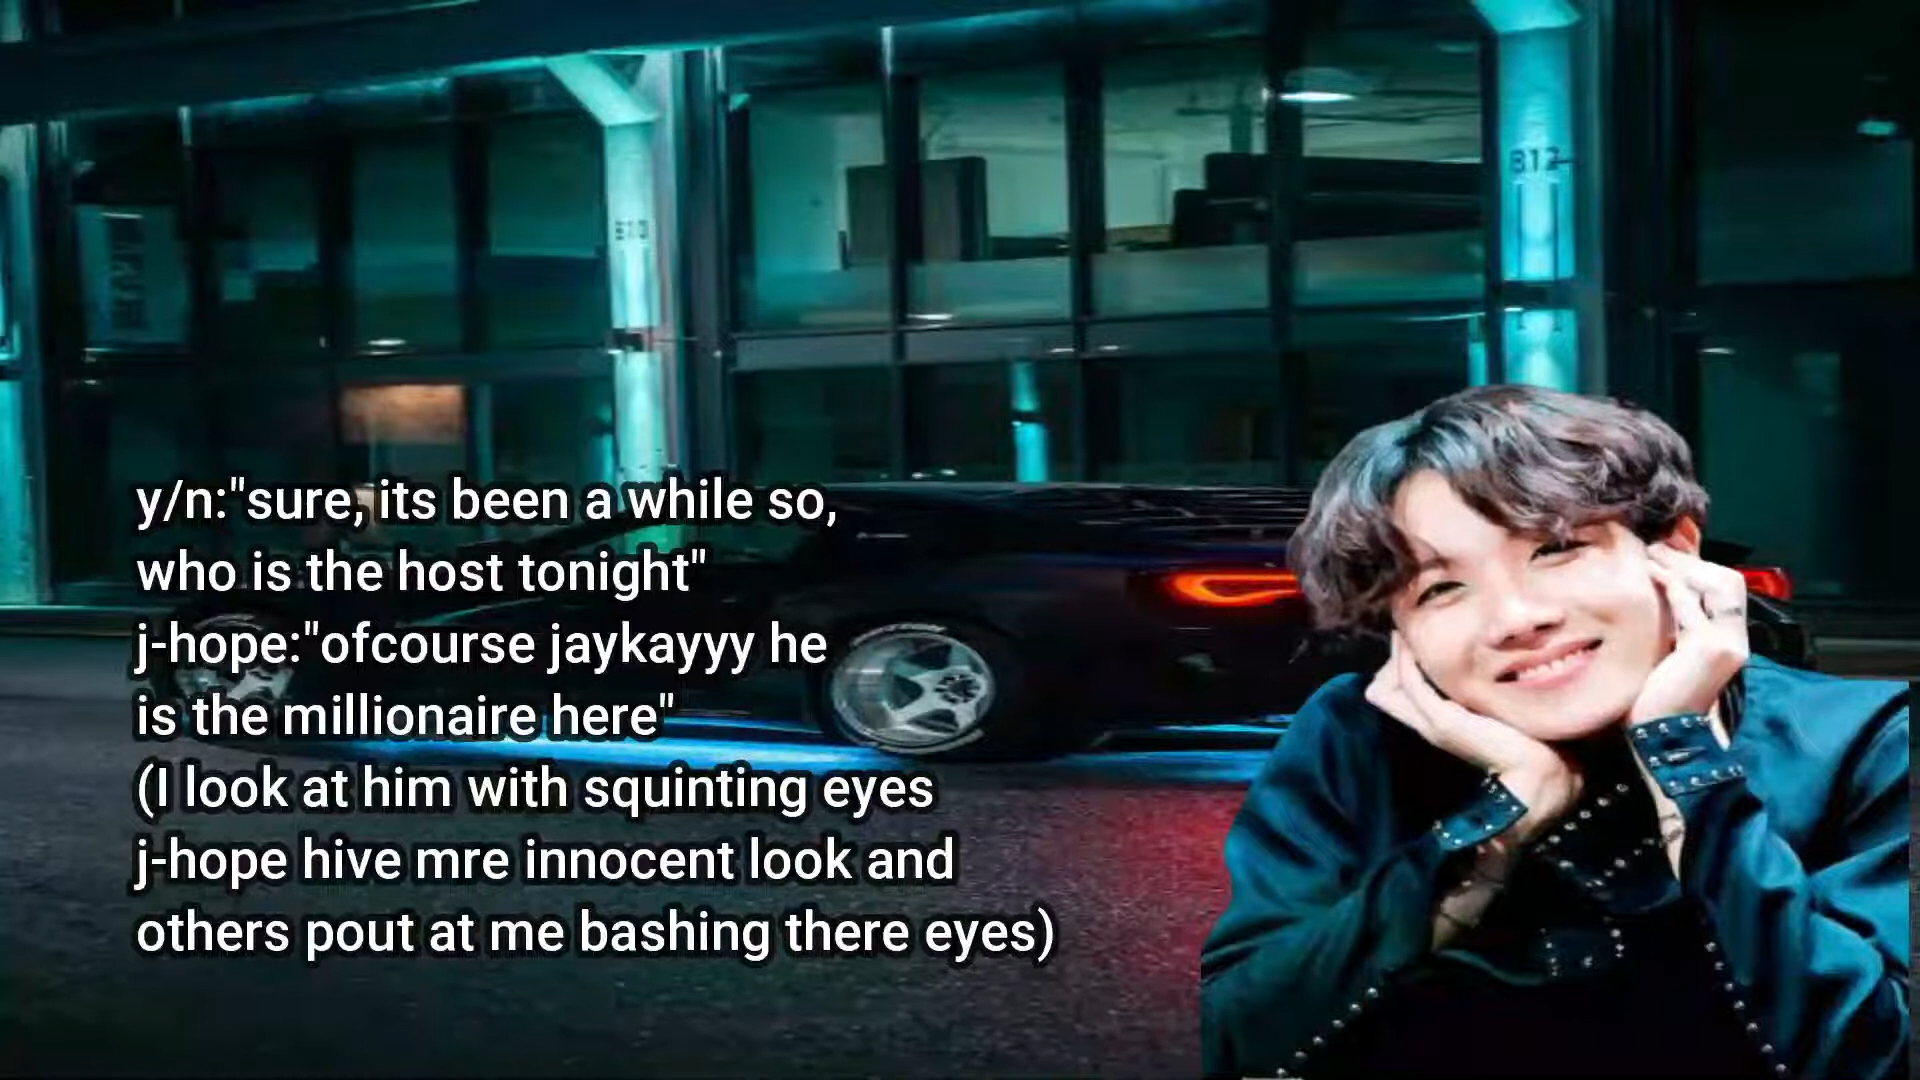 B12
y/n:"sure, its been a while so,
who is the host tonight"
j-hope:"ofcourse jaykayyy he
is the millionaire here"
(I look at him with squinting eyes
j-hope hive mre innocent look and
others pout at me bashing there eyes)